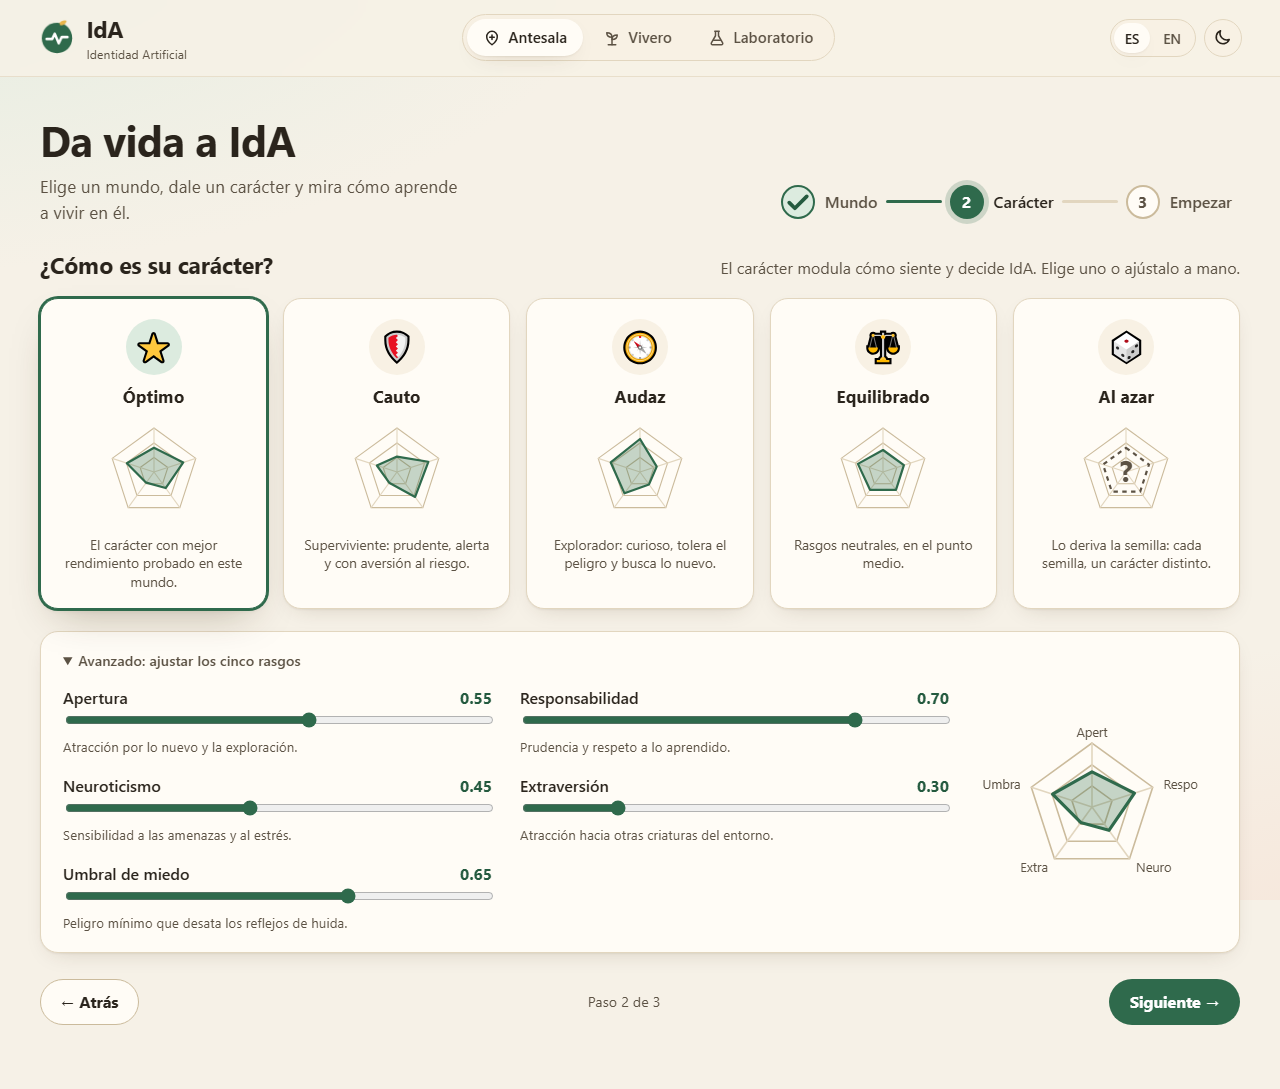 IdA
Identidad Artificial
Antesala
Vivero
Laboratorio
ES
EN
Da vida a IdA
Elige un mundo, dale un carácter y mira cómo aprende
a vivir en él.
Mundo
2
Carácter
3
Empezar
¿Cómo es su carácter?
El carácter modula cómo siente y decide IdA. Elige uno o ajústalo a mano.
Óptimo
El carácter con mejor
rendimiento probado en este
mundo.
Cauto
Superviviente: prudente, alerta
y con aversión al riesgo.
Audaz
Explorador: curioso, tolera el
peligro y busca lo nuevo.
Equilibrado
Rasgos neutrales, en el punto
medio.
Al azar
?
Lo deriva la semilla: cada
semilla, un carácter distinto.
▼ Avanzado: ajustar los cinco rasgos
Apertura 0.55
Atracción por lo nuevo y la exploración.
Responsabilidad 0.70
Prudencia y respeto a lo aprendido.
Neuroticismo 0.45
Sensibilidad a las amenazas y al estrés.
Extraversión 0.30
Atracción hacia otras criaturas del entorno.
Umbral de miedo 0.65
Peligro mínimo que desata los reflejos de huida.
Apert
Umbra
Respo
Extra
Neuro
← Atrás
Paso 2 de 3
Siguiente →